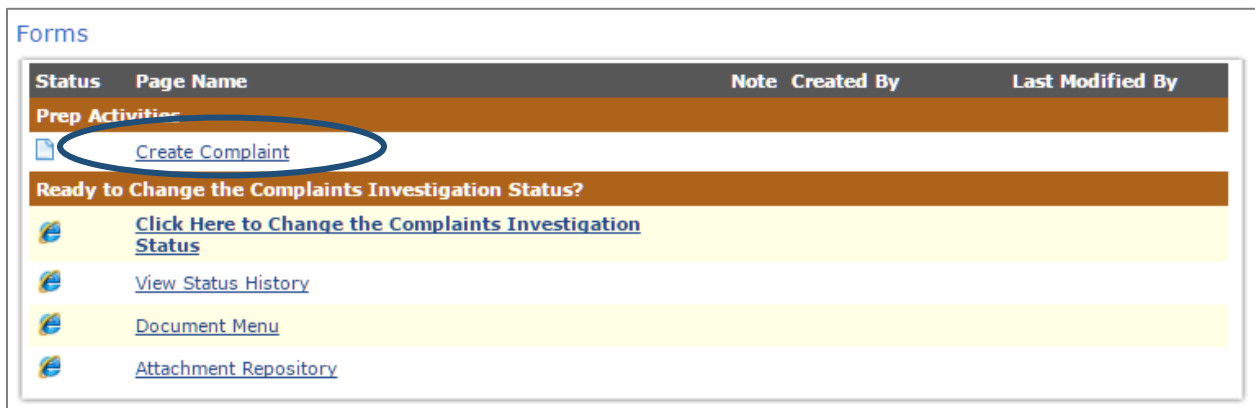 Forms
Status Page Name Note Created By Last Modified By
Prep Activities
Create Complaint
Ready to Change the Complaints Investigation Status?
Click Here to Change the Complaints Investigation
Status
View Status History
Document Menu
Attachment Repository